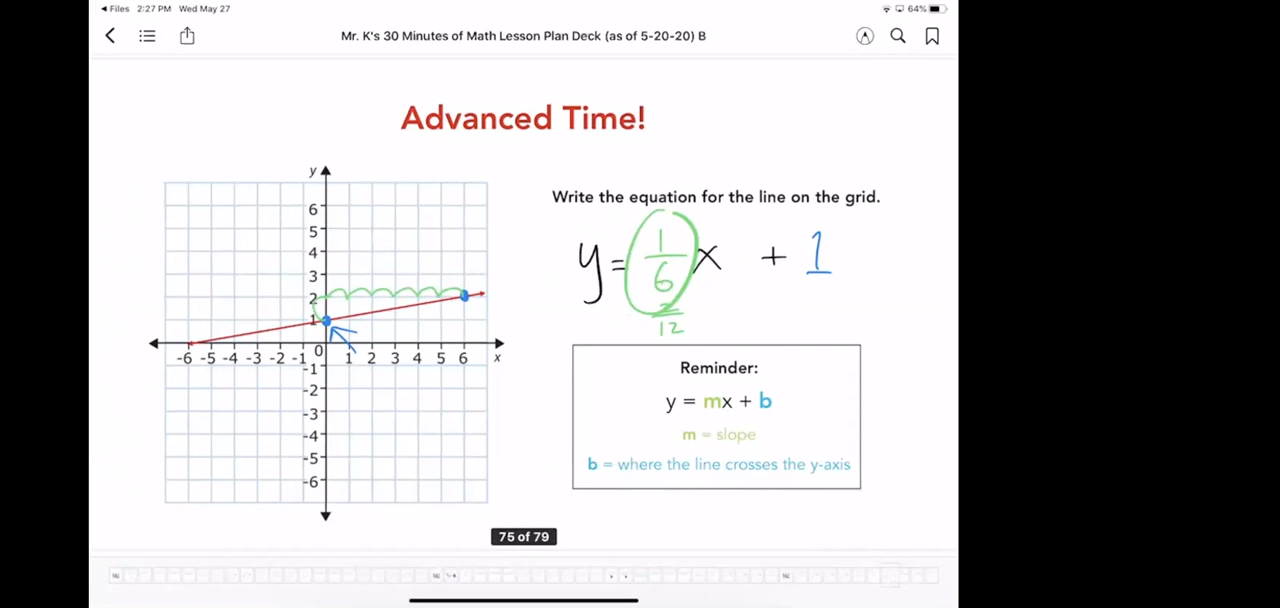 Files 2:27 PM Wed May 27 64%
Mr. K's 30 Minutes of Math Lesson Plan Deck (as of 5-20-20) B
Advanced Time!
y
Write the equation for the line on the grid.
6
5
4
3
2
1
y = 1/6 x + 1
2/12
-6 -5 -4 -3 -2 -1 0 1 2 3 4 5 6 x
-1
-2
-3
-4
-5
-6
Reminder:
y = mx + b
m = slope
b = where the line crosses the y-axis
75 of 79